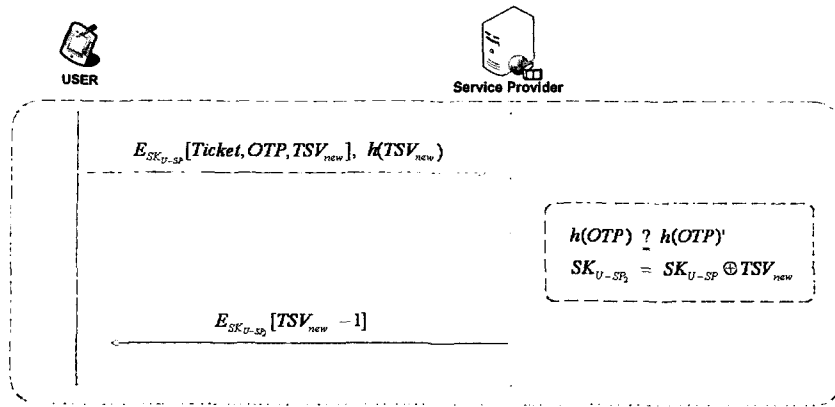 USER
Service Provider
E_{SK_{U-SP}}[Ticket, OTP, TSV_{new}], h(TSV_{new})
h(OTP) ≟ h(OTP)'
SK_{U-SP_2} = SK_{U-SP} ⊕ TSV_{new}
E_{SK_{U-SP_2}}[TSV_{new} −1]